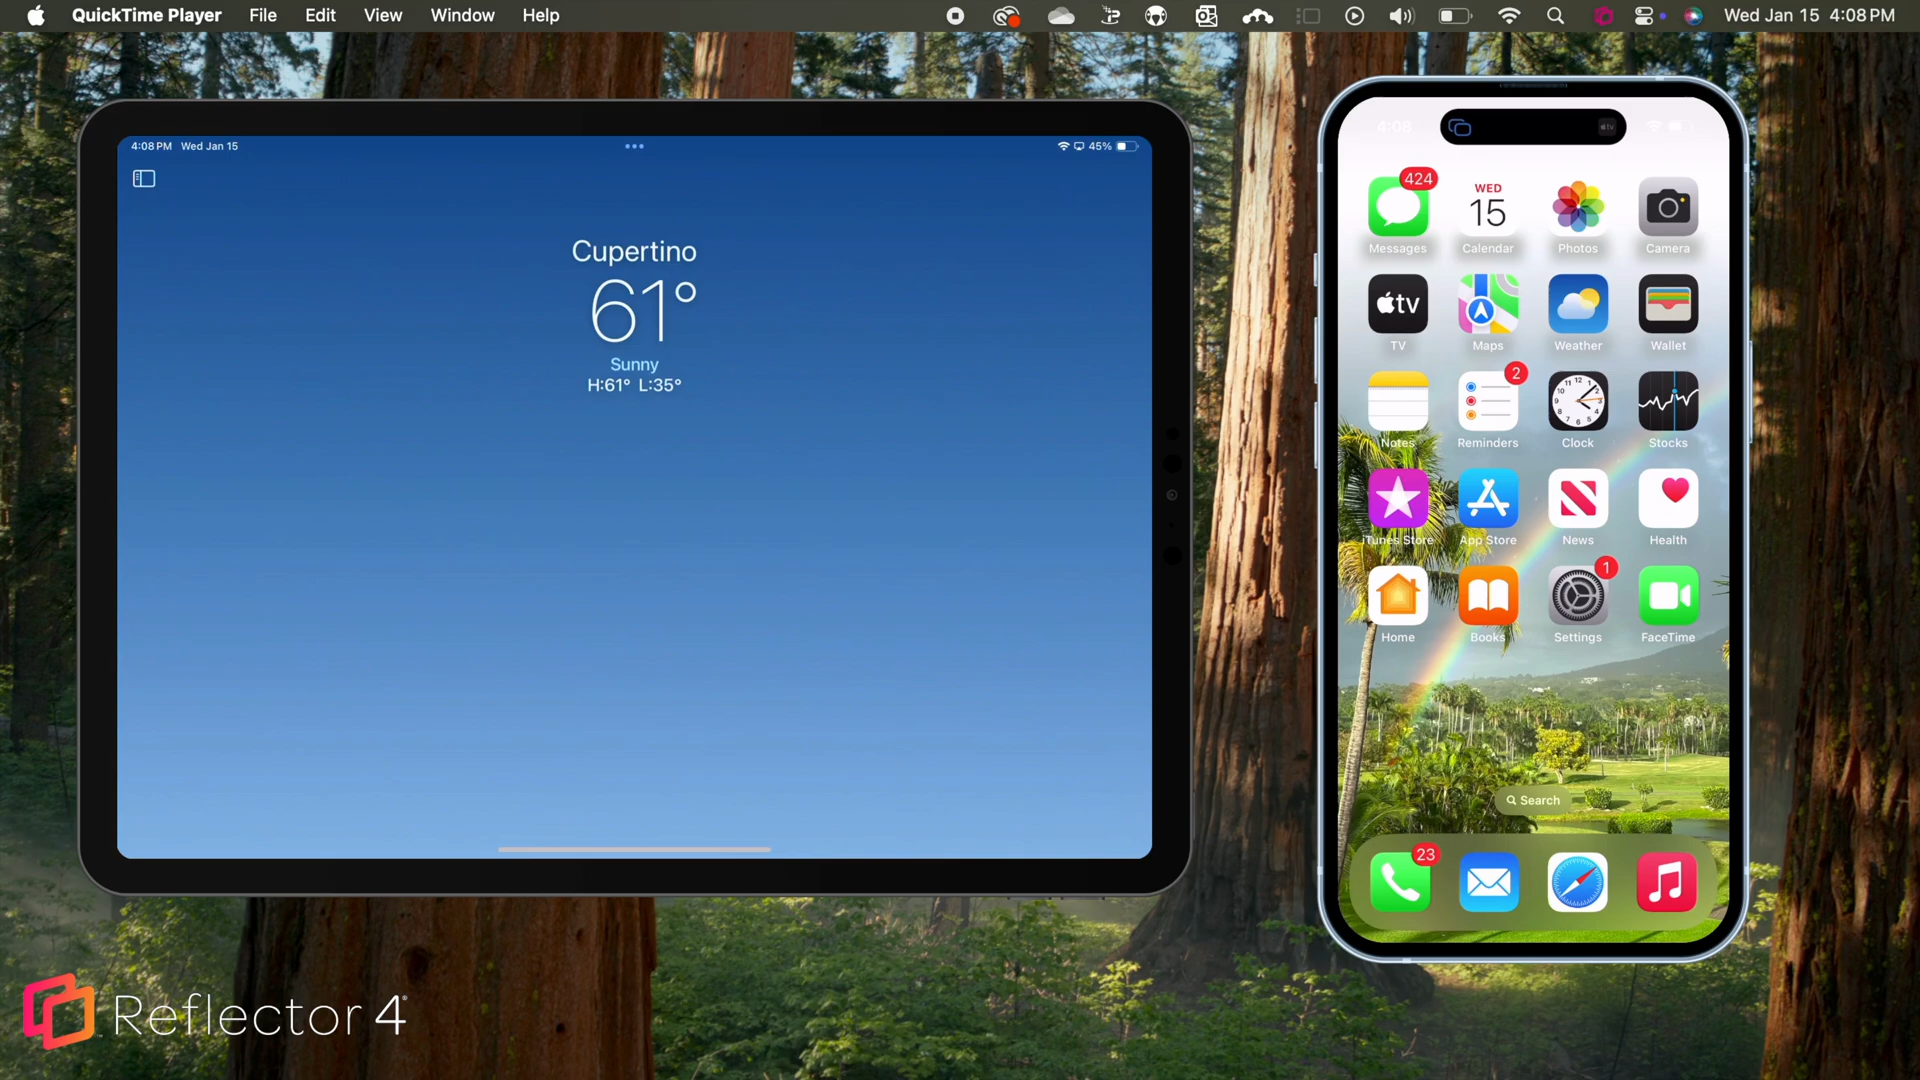 QuickTime Player File Edit View Window Help
Wed Jan 15 4:08 PM
4:08 PM Wed Jan 15
45%
Cupertino
61°
Sunny
H:61° L:35°
4:08
tv
424
WED
15
Messages Calendar Photos Camera
tv
TV Maps Weather Wallet
2
Notes Reminders Clock Stocks
iTunes Store App Store News Health
1
Home Books Settings FaceTime
Search
23
Reflector 4